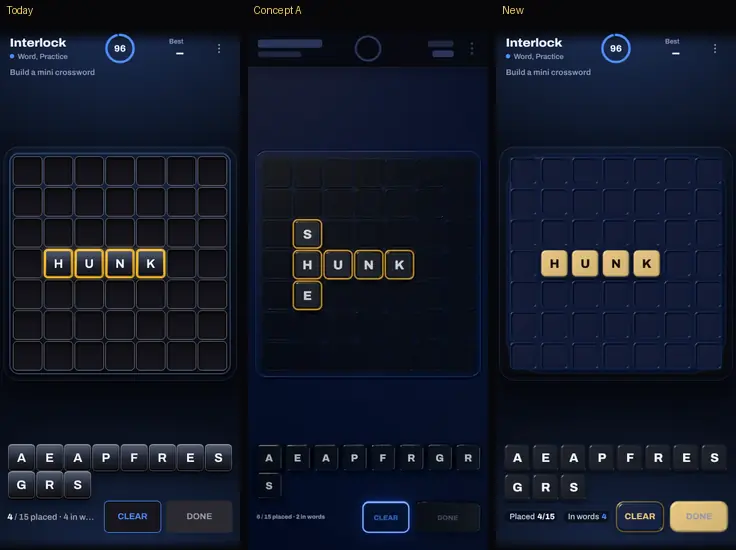 Today
Interlock
96
Best
–
Word, Practice
Build a mini crossword
H U N K
A E A P F R E S
G R S
4 / 15 placed · 4 in w...
CLEAR
DONE
Concept A
S
H U N K
E
A E A P F R G R
S
6 / 15 placed · 2 in words
CLEAR
DONE
New
Interlock
96
Best
–
Word, Practice
Build a mini crossword
H U N K
A E A P F R E S
G R S
Placed 4/15
In words 4
CLEAR
DONE